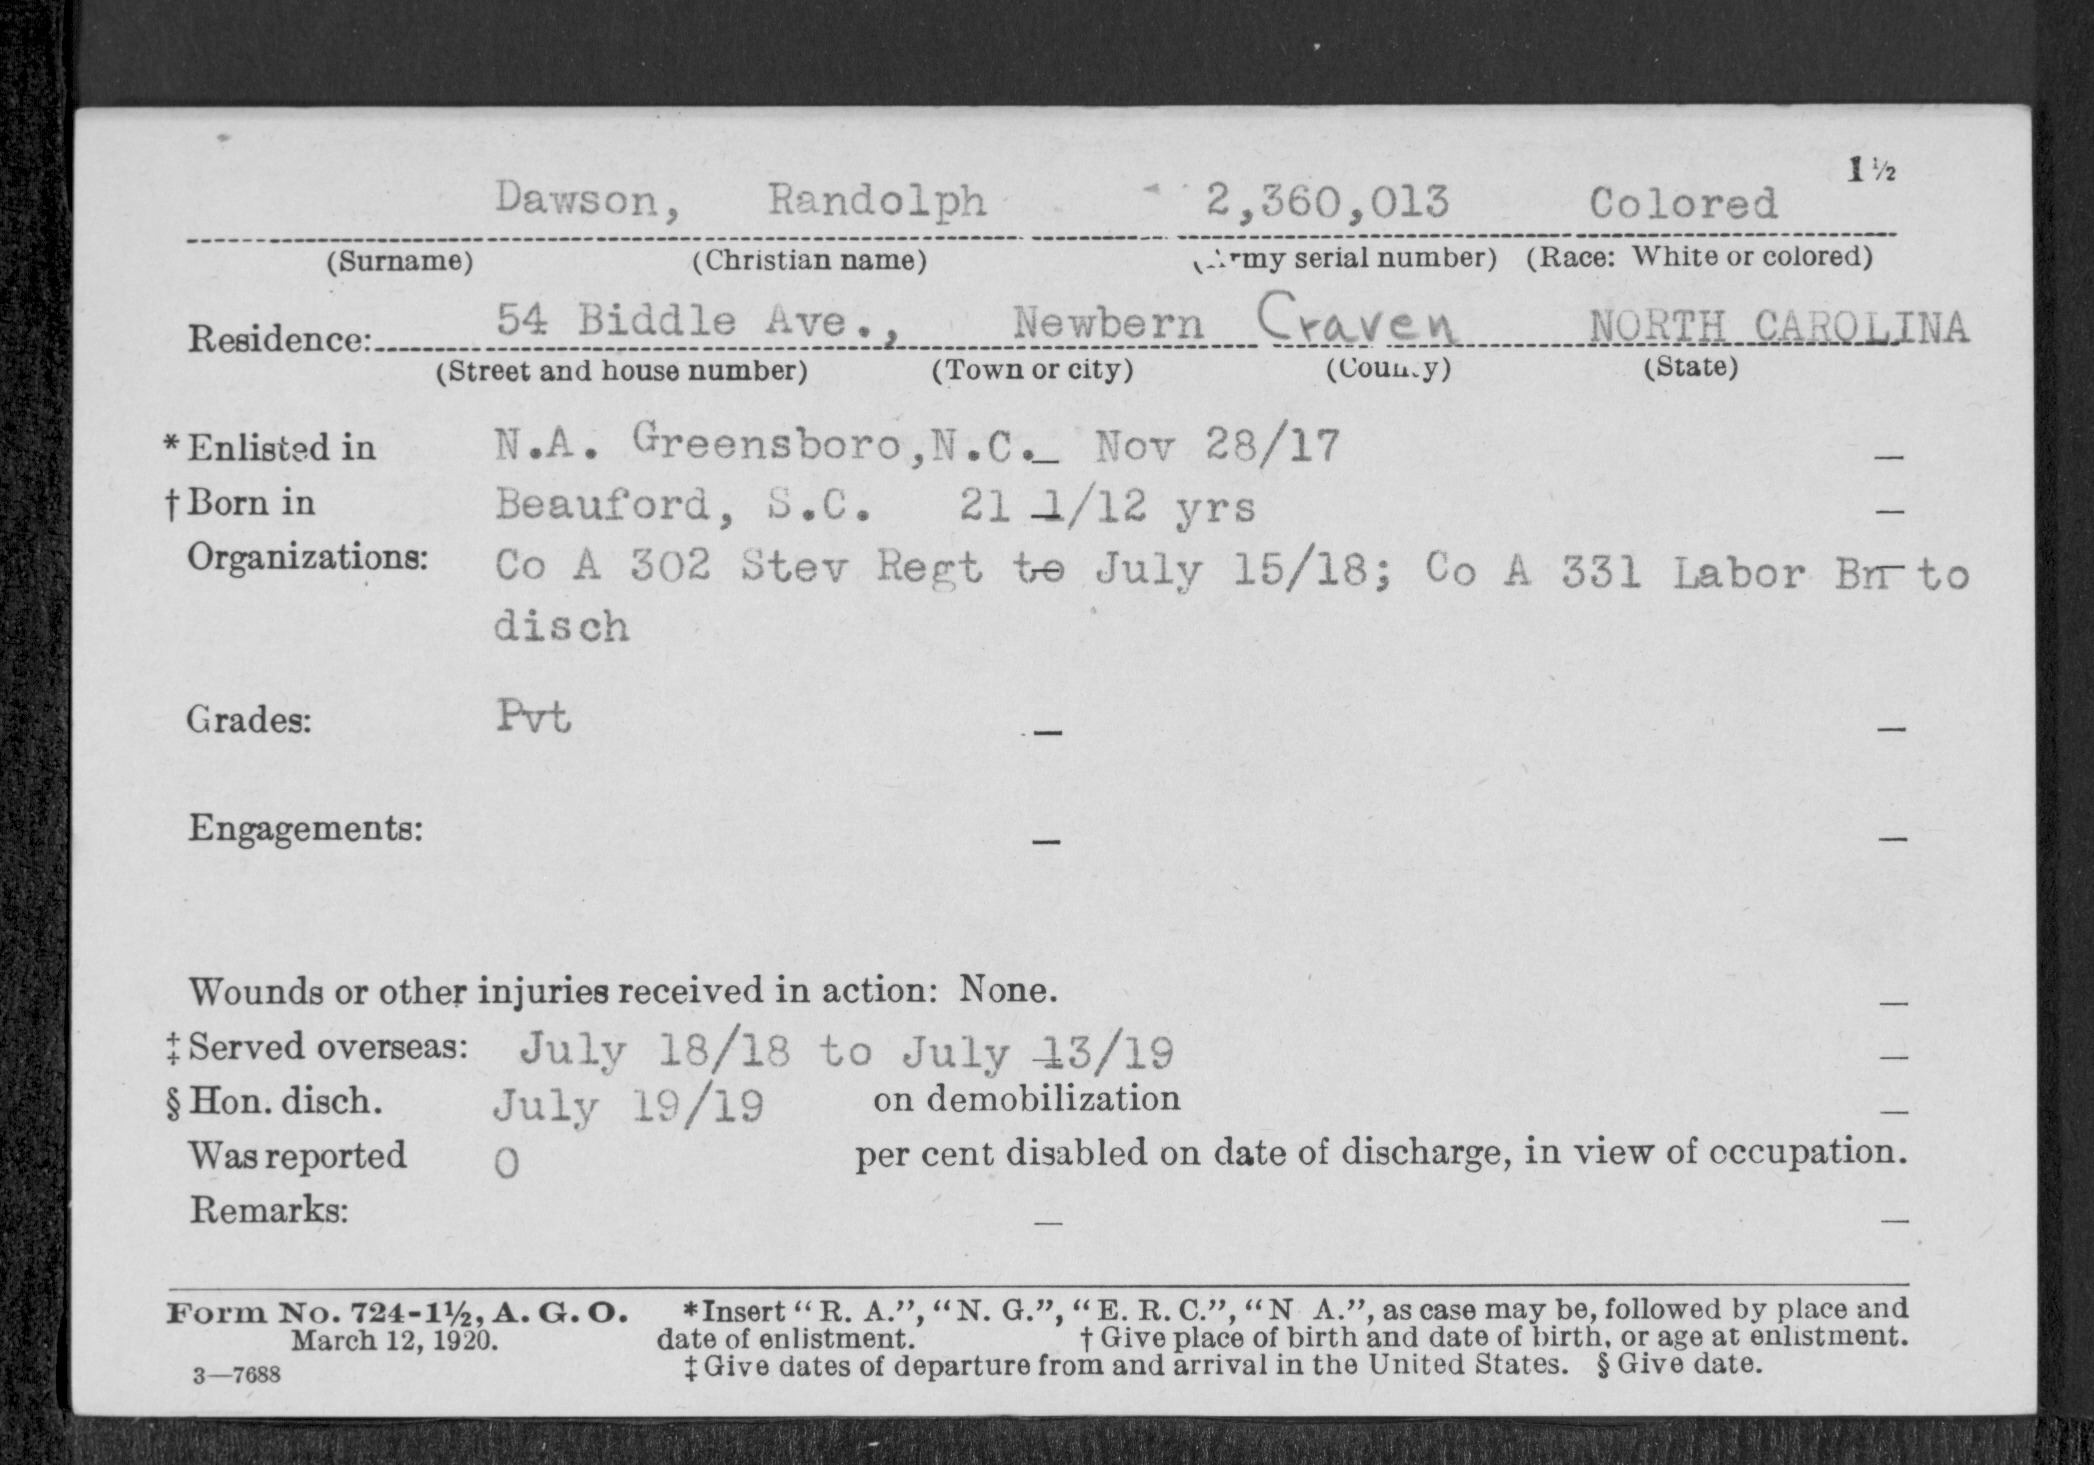 1½
Dawson, Randolph 2,360,013 Colored
(Surname) (Christian name) (Army serial number) (Race: White or colored)
Residence: 54 Biddle Ave., Newbern Craven NORTH CAROLINA
(Street and house number) (Town or city) (County) (State)
* Enlisted in N.A. Greensboro, N.C. – Nov 28/17 –
† Born in Beauford, S.C. 21 1/12 yrs –
Organizations: Co A 302 Stev Regt to July 15/18; Co A 331 Labor Bn to
disch
Grades: Pvt – –
Engagements: – –
Wounds or other injuries received in action: None. –
‡ Served overseas: July 18/18 to July 13/19 –
§ Hon. disch. July 19/19 on demobilization –
Was reported 0 per cent disabled on date of discharge, in view of occupation.
Remarks: – –
Form No. 724-1½, A. G. O. *Insert "R. A.", "N. G.", "E. R. C.", "N A.", as case may be, followed by place and
March 12, 1920. date of enlistment. † Give place of birth and date of birth, or age at enlistment.
3—7688 ‡ Give dates of departure from and arrival in the United States. § Give date.